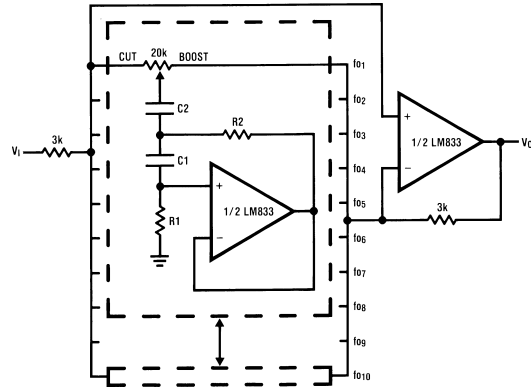 CUT 20k BOOST
fo1
C2
fo2
R2
fo3
+
Vi 3k
1/2 LM833
VO
C1
fo4
−
+
1/2 LM833
fo5
R1
3k
−
fo6
fo7
fo8
fo9
fo10